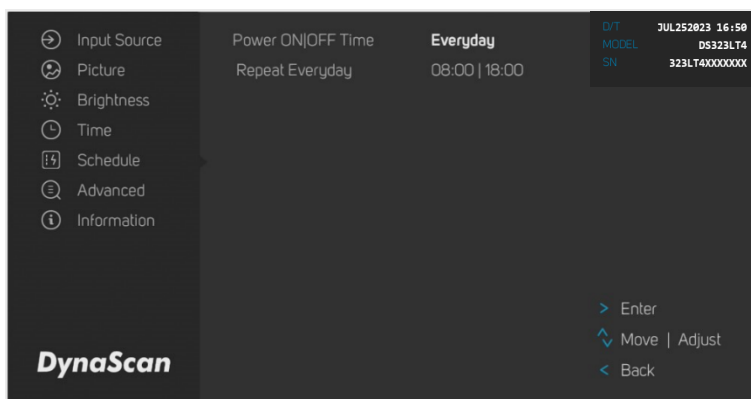 Input Source
Picture
Brightness
Time
Schedule
Advanced
Information
DynaScan
Power ON|OFF Time Everyday
Repeat Everyday 08:00 | 18:00
D/T JUL252023 16:50
MODEL DS323LT4
SN 323LT4XXXXXXX
> Enter
Move | Adjust
< Back